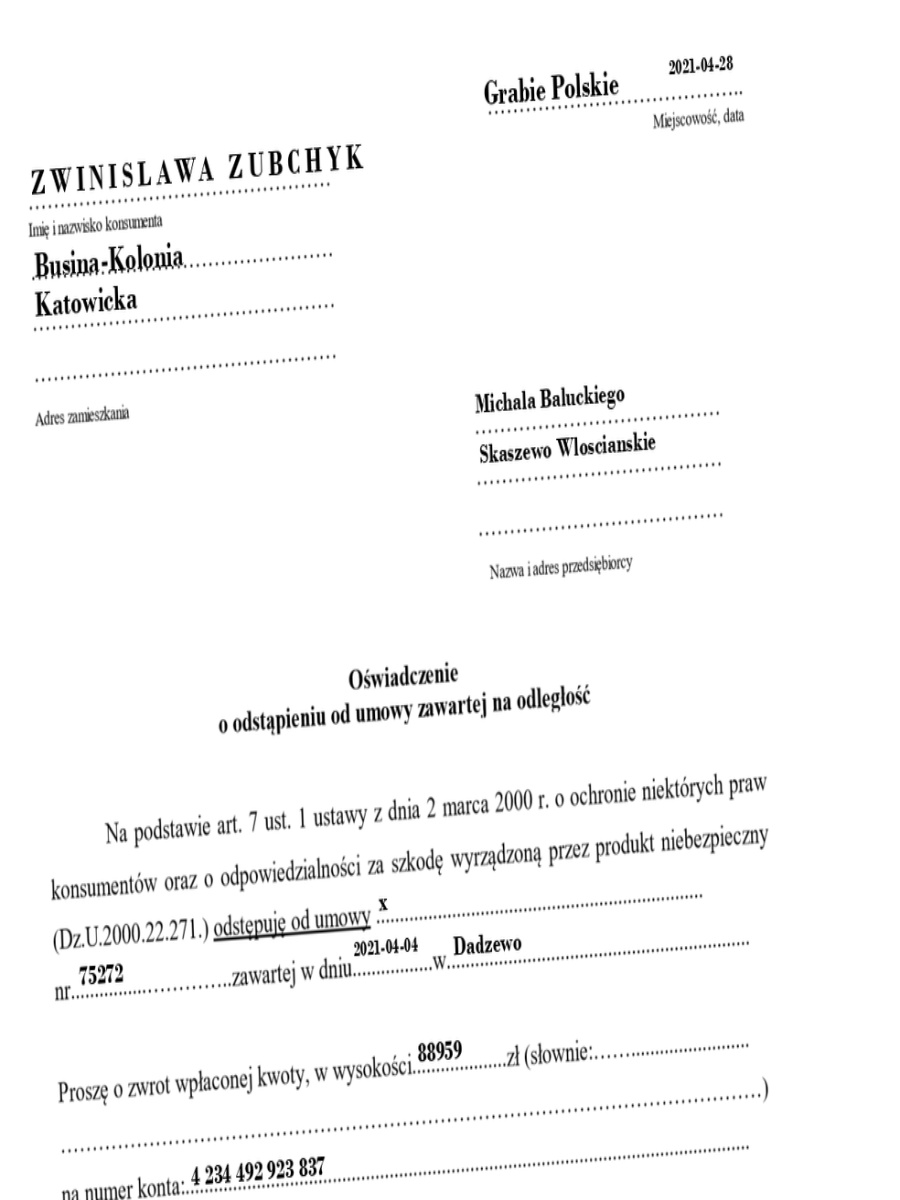 Grabie Polskie 2021-04-28
Miejscowość, data
ZWINISLAWA ZUBCHYK
Imię i nazwisko konsumenta
Busina-Kolonia
Katowicka
Adres zamieszkania
Michala Baluckiego
Skaszewo Wloscianskie
Nazwa i adres przedsiębiorcy
Oświadczenie
o odstąpieniu od umowy zawartej na odległość
Na podstawie art. 7 ust. 1 ustawy z dnia 2 marca 2000 r. o ochronie niektórych praw
konsumentów oraz o odpowiedzialności za szkodę wyrządzoną przez produkt niebezpieczny
(Dz.U.2000.22.271.) odstępuję od umowy x
nr 75272 zawartej w dniu 2021-04-04 w Dadzewo
Proszę o zwrot wpłaconej kwoty, w wysokości 88959 zł (słownie:
)
na numer konta: 4 234 492 923 837